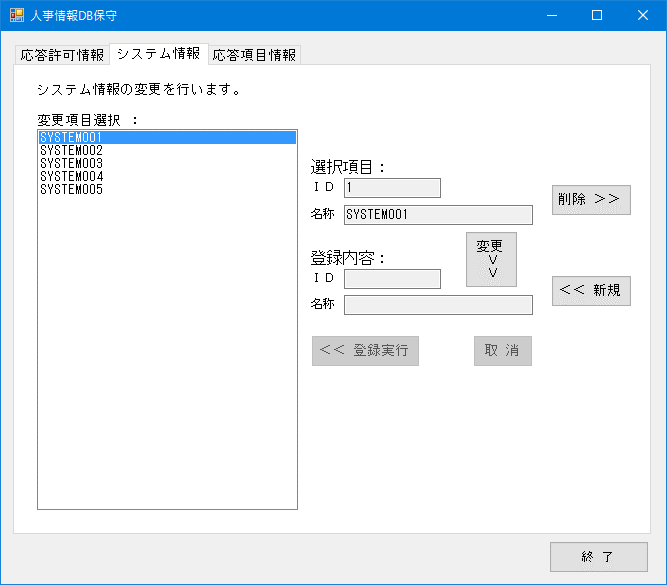 人事情報DB保守
応答許可情報 システム情報 応答項目情報
システム情報の変更を行います。
変更項目選択 :
SYSTEM001
SYSTEM002
SYSTEM003
SYSTEM004
SYSTEM005
選択項目:
ID 1
名称 SYSTEM001
削除 >>
変更
>
>
登録内容:
ID
<< 新規
名称
<< 登録実行
取 消
終 了